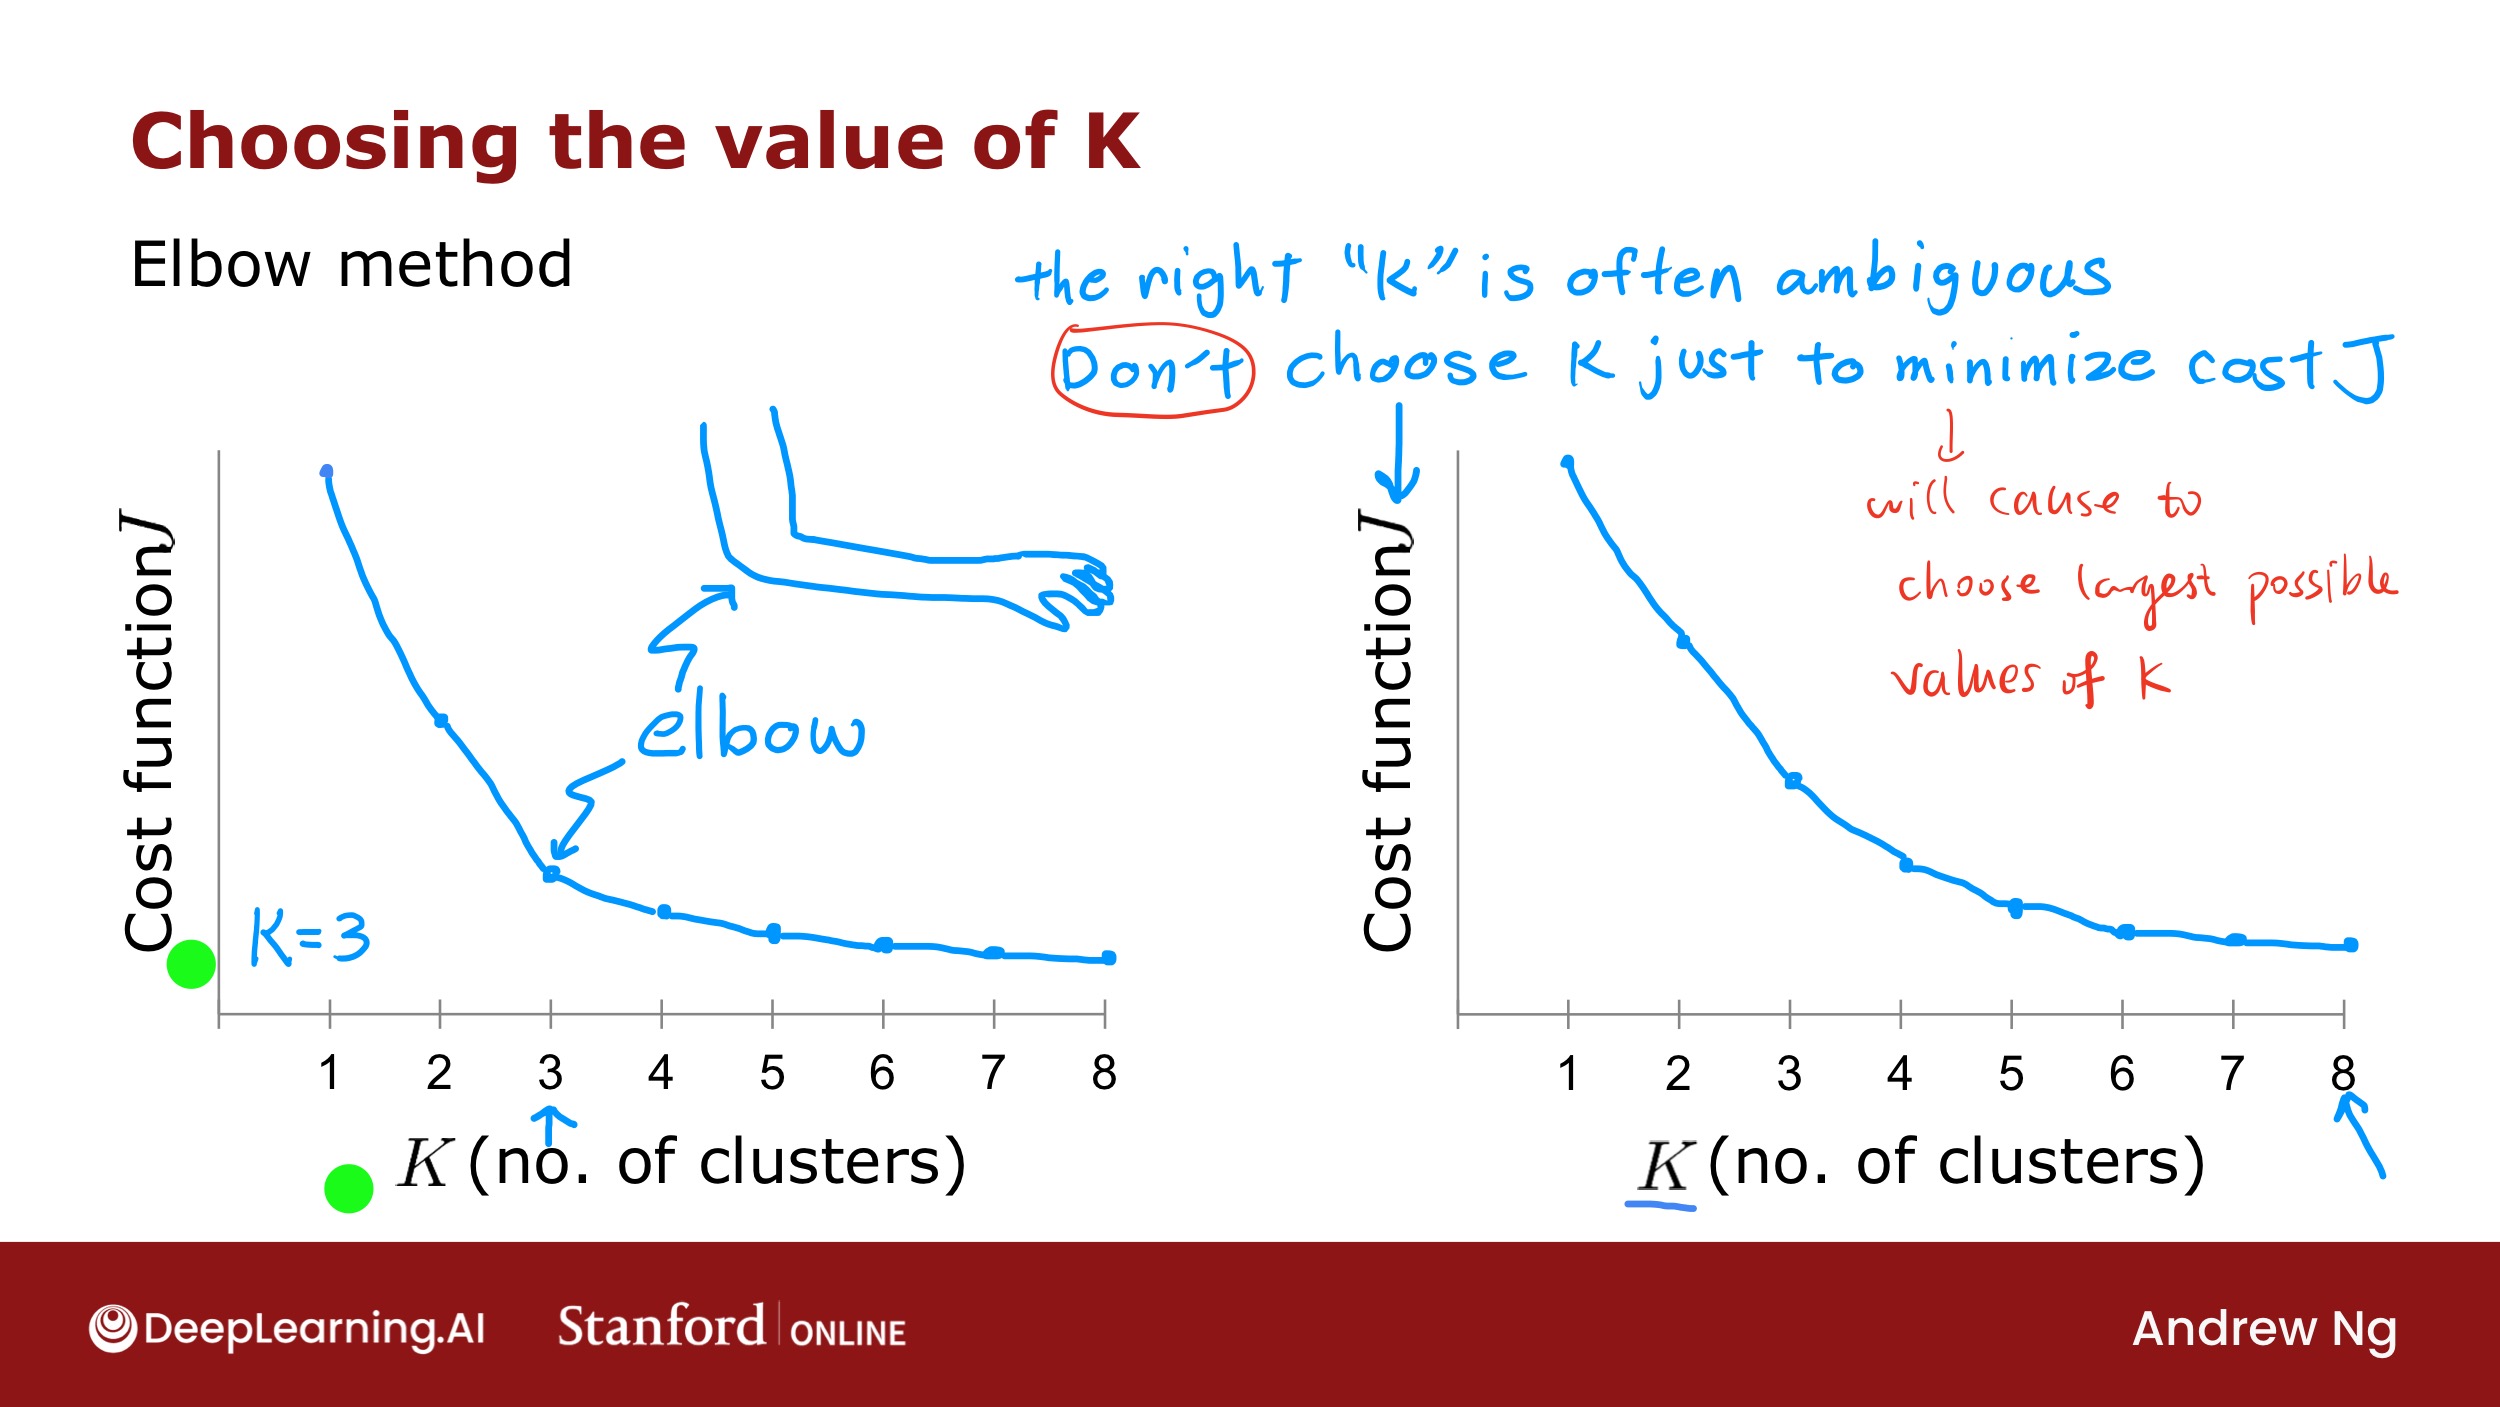 Choosing the value of K
Elbow method
the right "K" is often ambiguous
Don't choose K just to minimize cost J
will cause to
choose largest possible
values of K
Cost function J
elbow
K=3
1 2 3 4 5 6 7 8
K (no. of clusters)
Cost function J
1 2 3 4 5 6 7 8
K (no. of clusters)
DeepLearning.AI Stanford ONLINE Andrew Ng